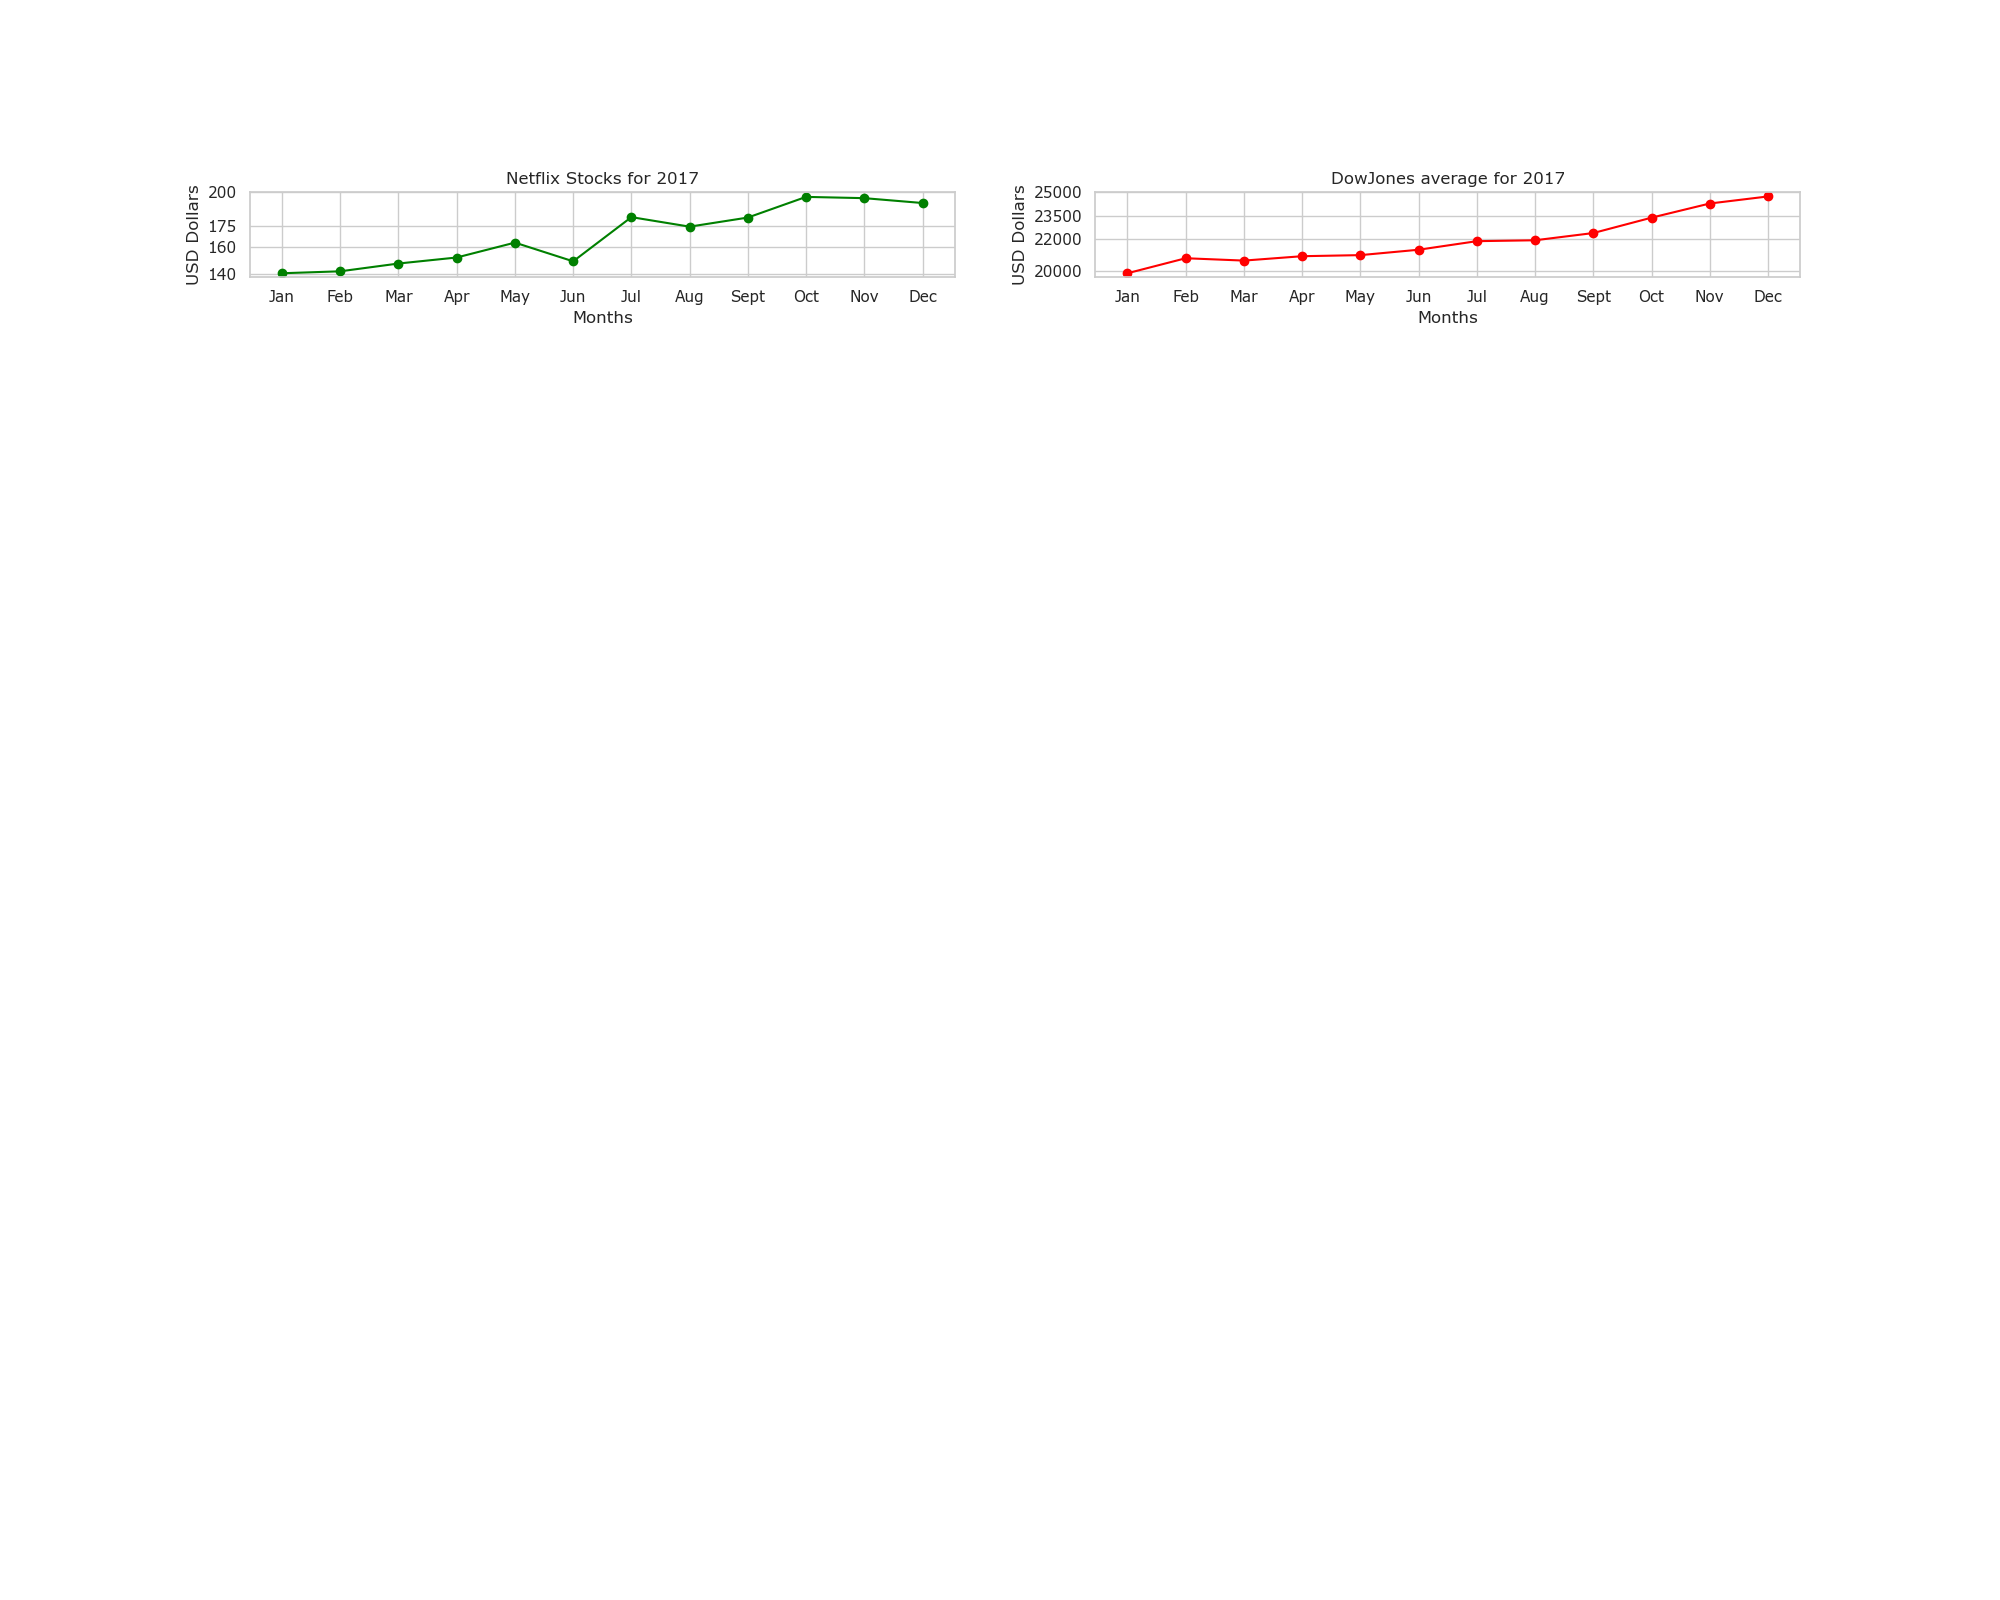 Netflix Stocks for 2017
USD Dollars
200
175
160
140
Jan Feb Mar Apr May Jun Jul Aug Sept Oct Nov Dec
Months
DowJones average for 2017
USD Dollars
25000
23500
22000
20000
Jan Feb Mar Apr May Jun Jul Aug Sept Oct Nov Dec
Months